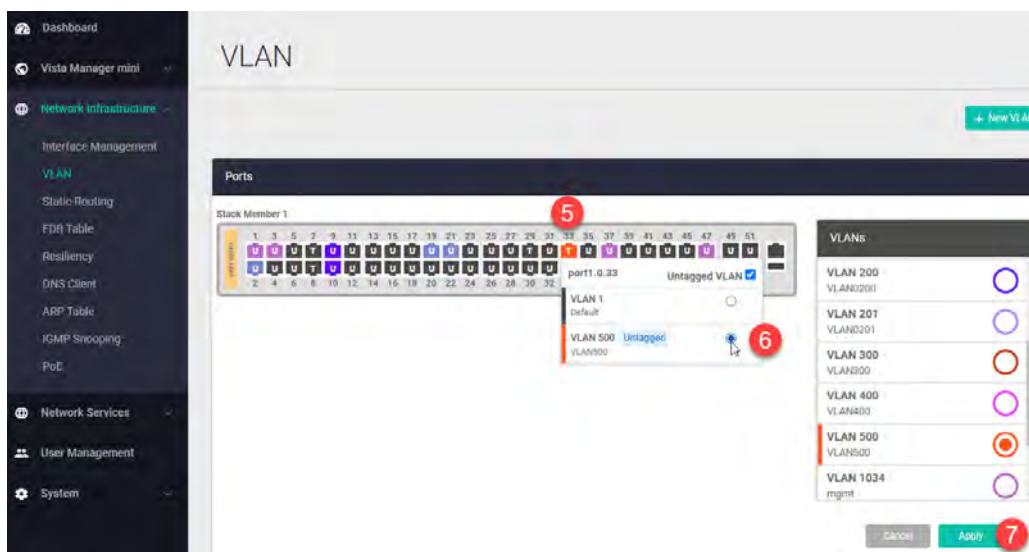 Dashboard
VLAN
Vista Manager mini
Network Infrastructure
+ New VLAN
Interface Management
VLAN
Ports
Static Routing
5
Stack Member 1
FDB Table
1 3 5 7 9 11 13 15 17 19 21 23 25 27 29 31 33 35 37 39 41 43 45 47 49 51
VLANs
U U U T U U U U U U U U U U T U T U U U U U U U U U
Resiliency
port1.0.33 Untagged VLAN
VLAN 200
VLAN0200
U U U T U U U U U U U U U U U U
2 4 6 8 10 12 14 16 18 20 22 24 26 28 30 32
DNS Client
VLAN 1
Default
VLAN 201
VLAN0201
ARP Table
IGMP Snooping
VLAN 500 Untagged
VLAN500
6
VLAN 300
VLAN300
PoE
VLAN 400
VLAN400
Network Services
VLAN 500
VLAN500
User Management
VLAN 1034
mgmt
System
Cancel Apply 7